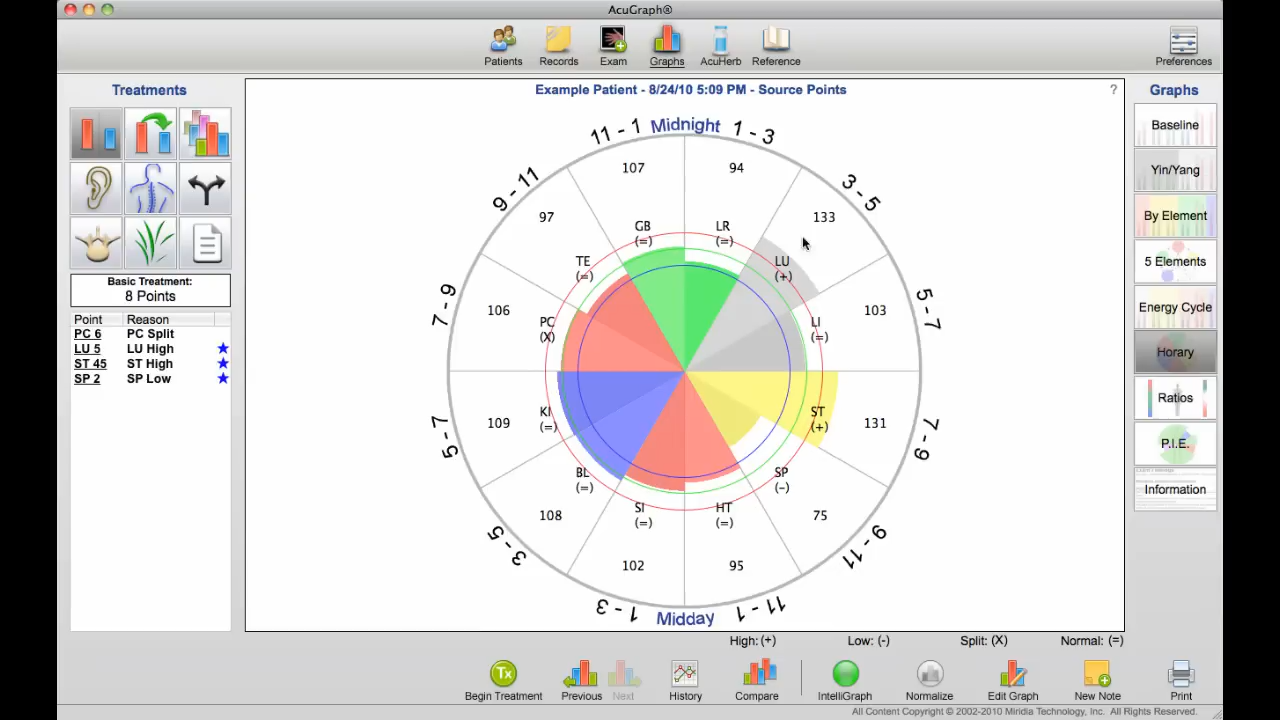 AcuGraph®
Patients
Records
Exam
Graphs
AcuHerb
Reference
Preferences
Treatments
Basic Treatment:
8 Points
Point Reason
PC 6 PC Split
LU 5 LU High
ST 45 ST High
SP 2 SP Low
Example Patient - 8/24/10 5:09 PM - Source Points
?
11 - 1 Midnight 1 - 3
107 94
9 - 11 3 - 5
97 133
GB (=)
LR (=)
TE (=)
LU (+)
7 - 9 5 - 7
106 103
PC (X)
LI (=)
KI (=)
ST (+)
109 131
5 - 7 7 - 9
BL (=)
SP (-)
SI (=)
HT (=)
108 75
3 - 5 9 - 11
102 95
1 - 3 Midday 11 - 1
High: (+) Low: (-) Split: (X) Normal: (=)
Graphs
Baseline
Yin/Yang
By Element
5 Elements
Energy Cycle
Horary
Ratios
P.I.E.
Information
Tx
Begin Treatment
Previous
Next
History
Compare
IntelliGraph
Normalize
Edit Graph
New Note
Print
All Content Copyright © 2002-2010 Miridia Technology, Inc. All Rights Reserved.